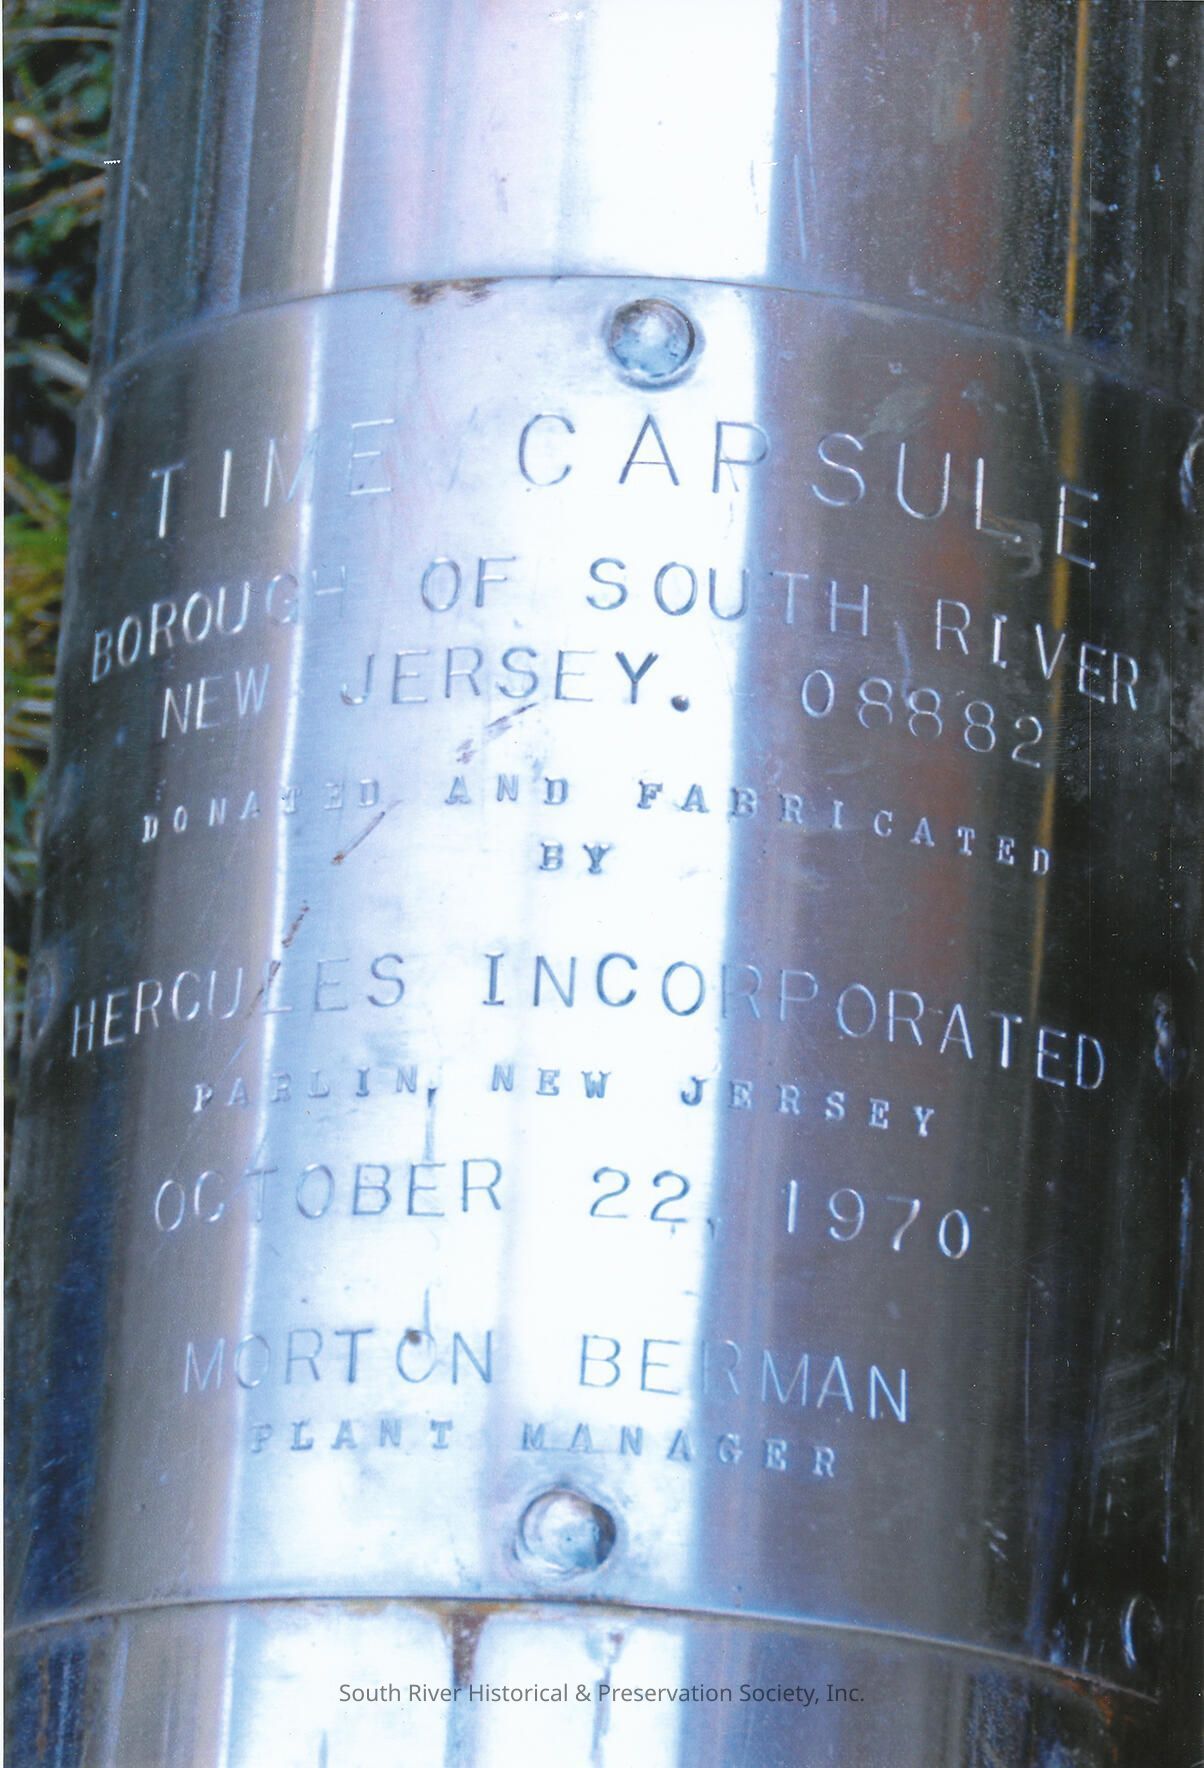 TIME CAPSULE
BOROUGH OF SOUTH RIVER
NEW JERSEY. 08882
DONATED AND FABRICATED
BY
HERCULES INCORPORATED
PARLIN, NEW JERSEY
OCTOBER 22, 1970
MORTON BERMAN
PLANT MANAGER
South River Historical & Preservation Society, Inc.